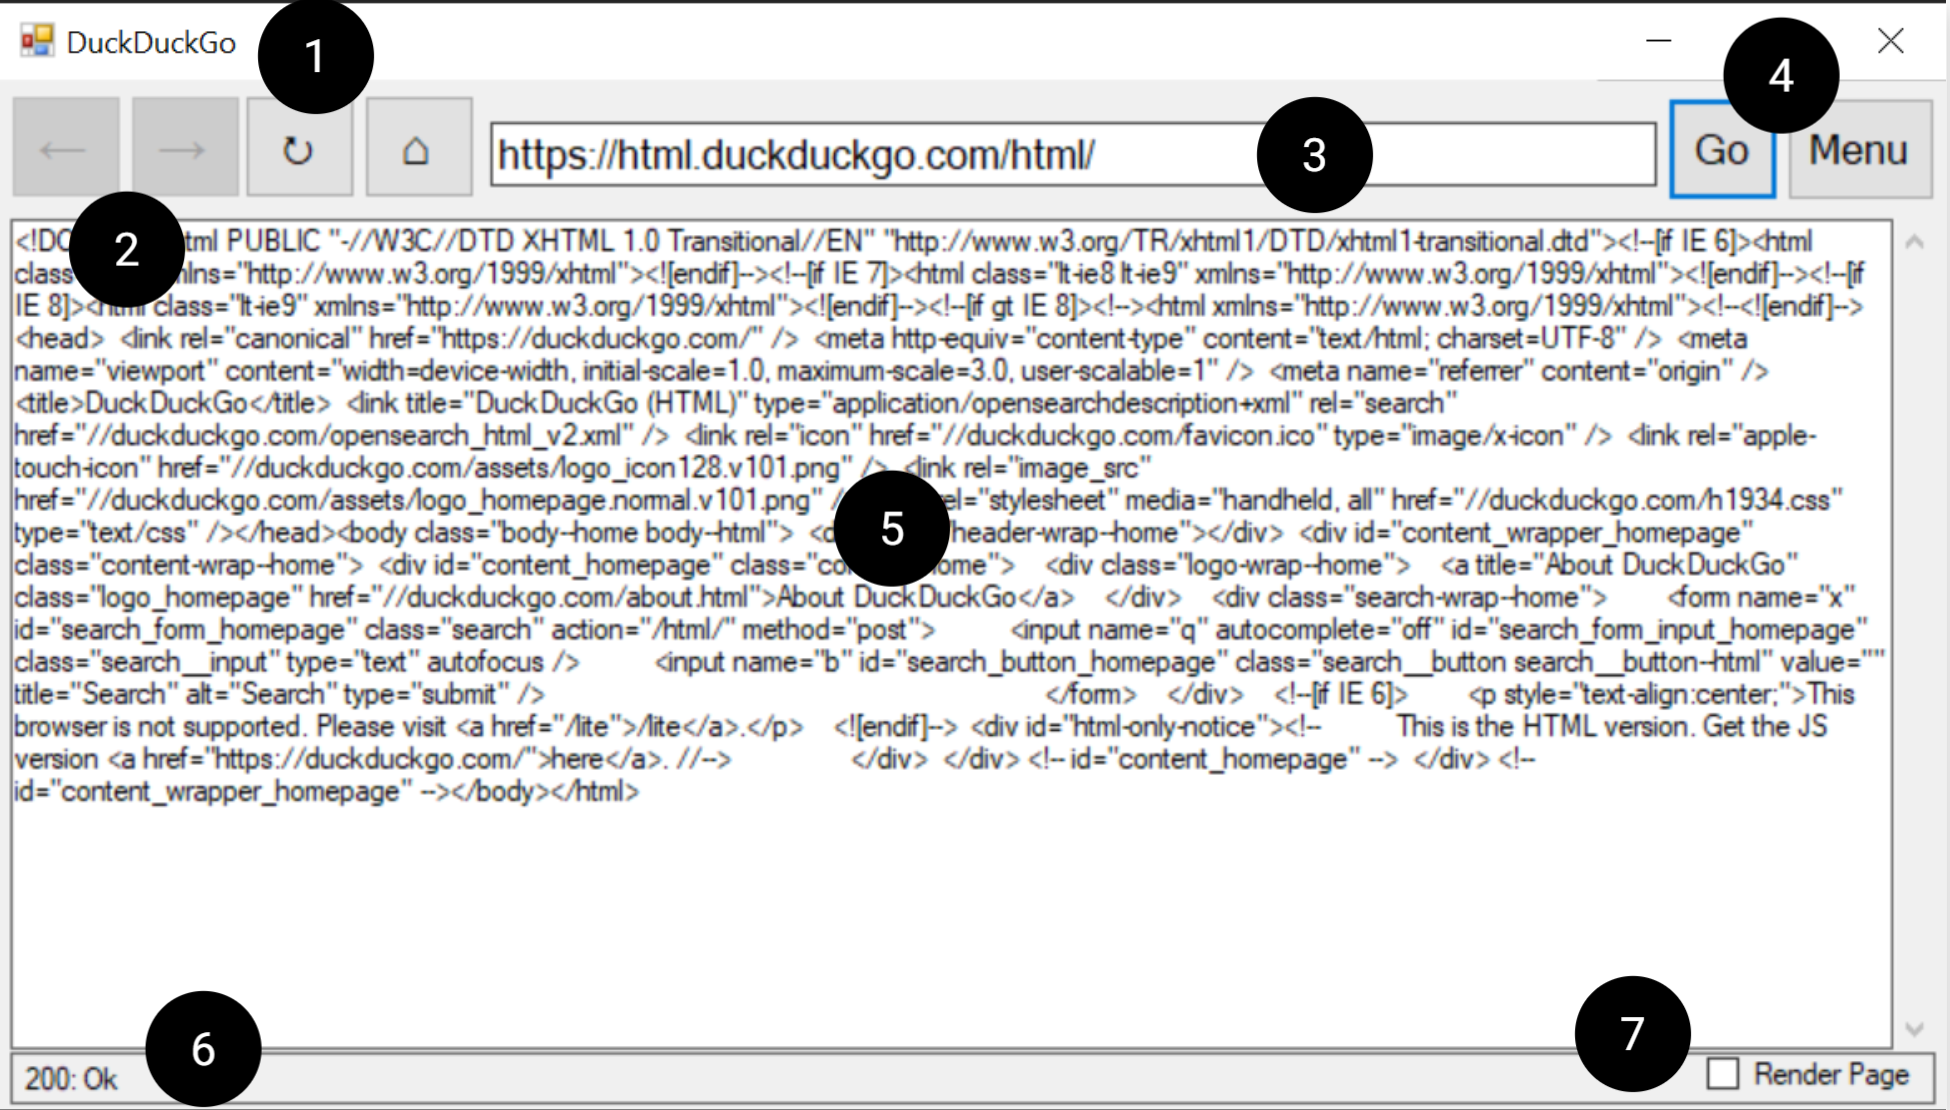 DuckDuckGo
1
4
← → ↻ ⌂ https://html.duckduckgo.com/html/ 3 Go Menu
2
<!DO tml PUBLIC "-//W3C//DTD XHTML 1.0 Transitional//EN" "http://www.w3.org/TR/xhtml1/DTD/xhtml1-transitional.dtd"><!--[if IE 6]><html
class lns="http://www.w3.org/1999/xhtml"><![endif]--><!--[if IE 7]><html class="lt-ie8 lt-ie9" xmlns="http://www.w3.org/1999/xhtml"><![endif]--><!--[if
IE 8]><html class="lt-ie9" xmlns="http://www.w3.org/1999/xhtml"><![endif]--><!--[if gt IE 8]><!--><html xmlns="http://www.w3.org/1999/xhtml"><!--<![endif]-->
<head> <link rel="canonical" href="https://duckduckgo.com/" /> <meta http-equiv="content-type" content="text/html; charset=UTF-8" /> <meta
name="viewport" content="width=device-width, initial-scale=1.0, maximum-scale=3.0, user-scalable=1" /> <meta name="referrer" content="origin" />
<title>DuckDuckGo</title> <link title="DuckDuckGo (HTML)" type="application/opensearchdescription+xml" rel="search"
href="//duckduckgo.com/opensearch_html_v2.xml" /> <link rel="icon" href="//duckduckgo.com/favicon.ico" type="image/x-icon" /> <link rel="apple-
touch-icon" href="//duckduckgo.com/assets/logo_icon128.v101.png" /> <link rel="image_src"
href="//duckduckgo.com/assets/logo_homepage.normal.v101.png" / rel="stylesheet" media="handheld, all" href="//duckduckgo.com/h1934.css"
5
type="text/css" /></head><body class="body--home body--html"> <d header-wrap--home"></div> <div id="content_wrapper_homepage"
class="content-wrap--home"> <div id="content_homepage" class="co ome"> <div class="logo-wrap--home"> <a title="About DuckDuckGo"
class="logo_homepage" href="//duckduckgo.com/about.html">About DuckDuckGo</a> </div> <div class="search-wrap--home"> <form name="x"
id="search_form_homepage" class="search" action="/html/" method="post"> <input name="q" autocomplete="off" id="search_form_input_homepage"
class="search__input" type="text" autofocus /> <input name="b" id="search_button_homepage" class="search__button search__button--html" value=""
title="Search" alt="Search" type="submit" /> </form> </div> <!--[if IE 6]> <p style="text-align:center;">This
browser is not supported. Please visit <a href="/lite">/lite</a>.</p> <![endif]--> <div id="html-only-notice"><!-- This is the HTML version. Get the JS
version <a href="https://duckduckgo.com/">here</a>. //--> </div> </div> <!-- id="content_homepage" --> </div> <!--
id="content_wrapper_homepage" --></body></html>
6
7
200: Ok Render Page